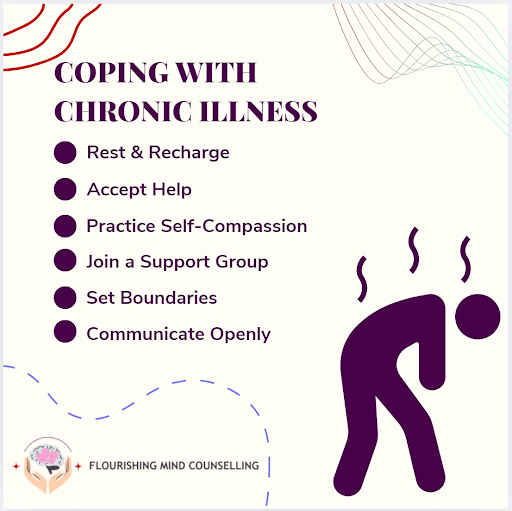 COPING WITH
CHRONIC ILLNESS
Rest & Recharge
Accept Help
Practice Self-Compassion
Join a Support Group
Set Boundaries
Communicate Openly
FLOURISHING MIND COUNSELLING